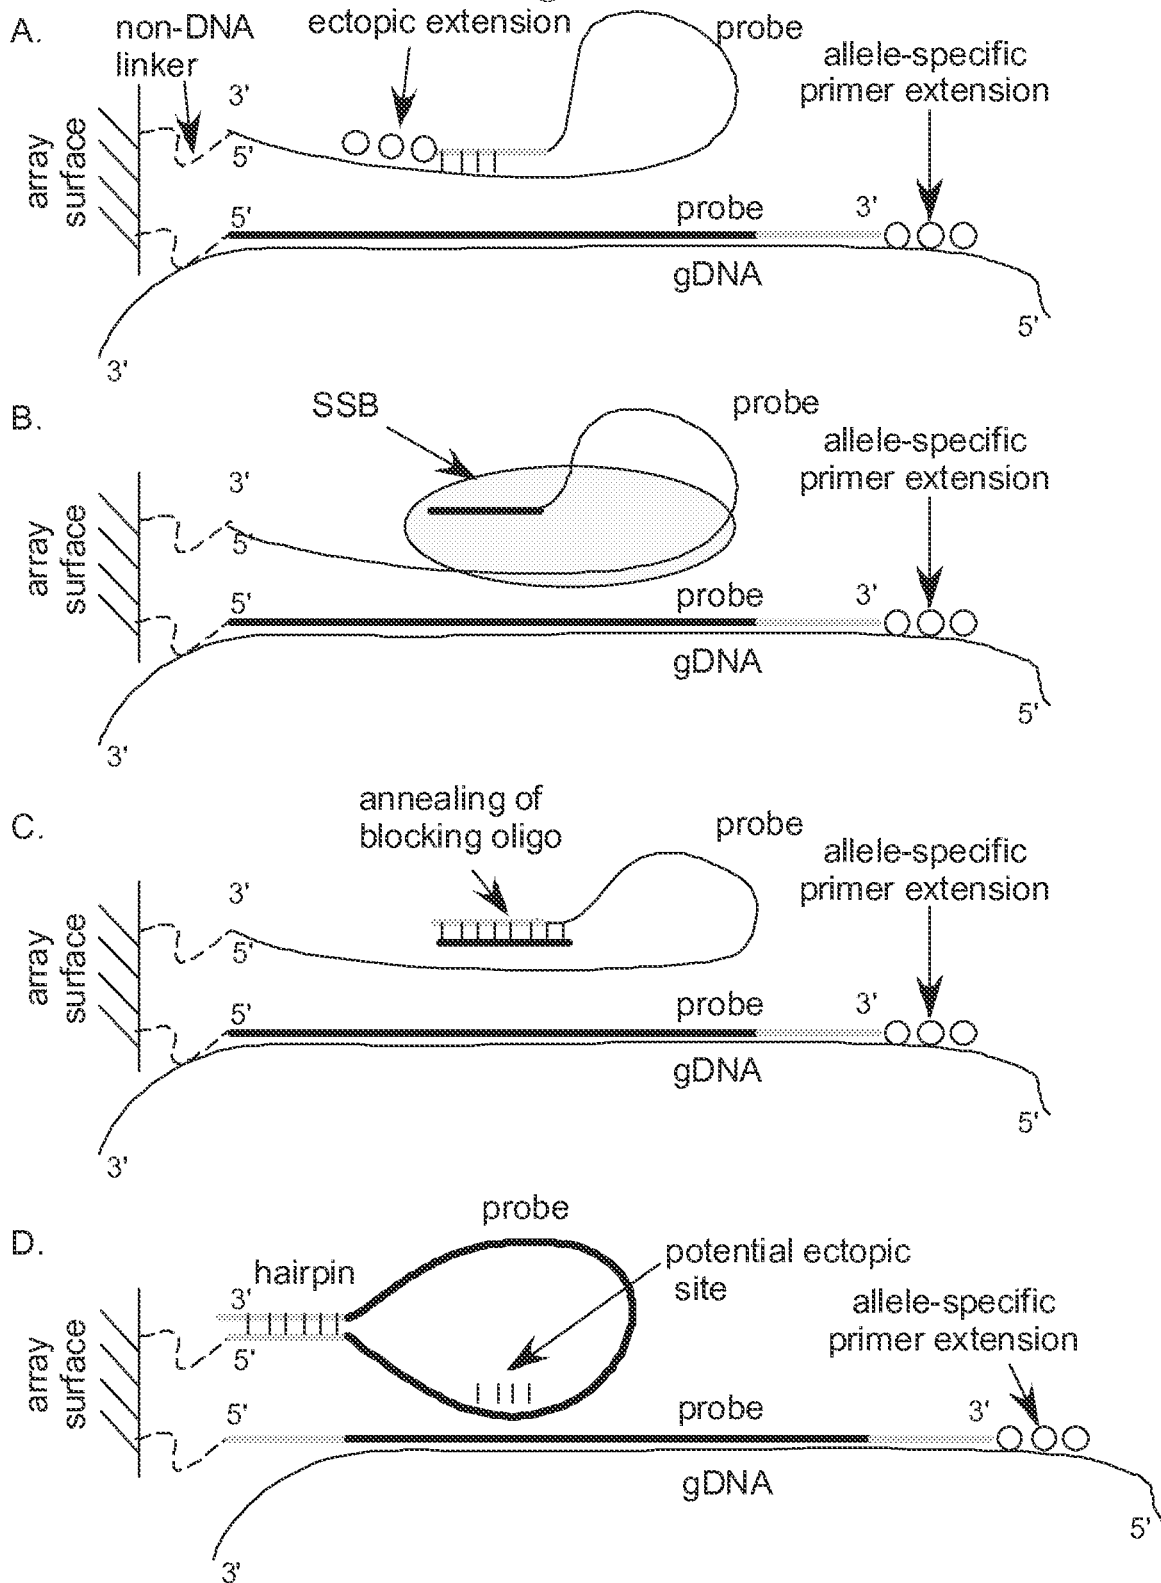 A.
non-DNA
linker
ectopic extension
probe
allele-specific
primer extension
3'
5'
array
surface
5'
probe
3'
gDNA
5'
3'
B.
SSB
probe
allele-specific
primer extension
3'
5'
array
surface
5'
probe
3'
gDNA
5'
3'
C.
annealing of
blocking oligo
probe
allele-specific
primer extension
3'
5'
array
surface
5'
probe
3'
gDNA
5'
3'
D.
probe
hairpin
potential ectopic
site
allele-specific
primer extension
3'
5'
array
surface
5'
probe
3'
gDNA
5'
3'